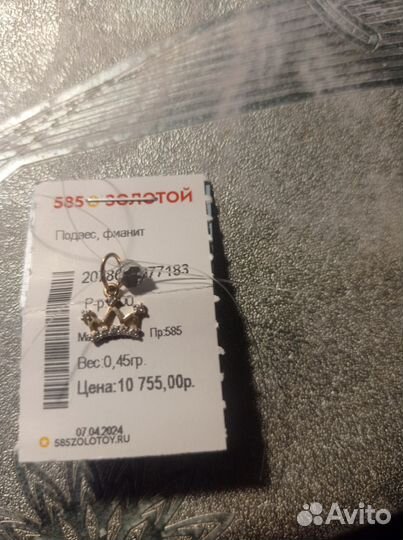 585 ЗОЛОТОЙ
Подвес, фианит
77183
Пр:585
Вес:0,45гр.
Цена:10 755,00р.
07.04.2024
585ZOLOTOY.RU
Avito